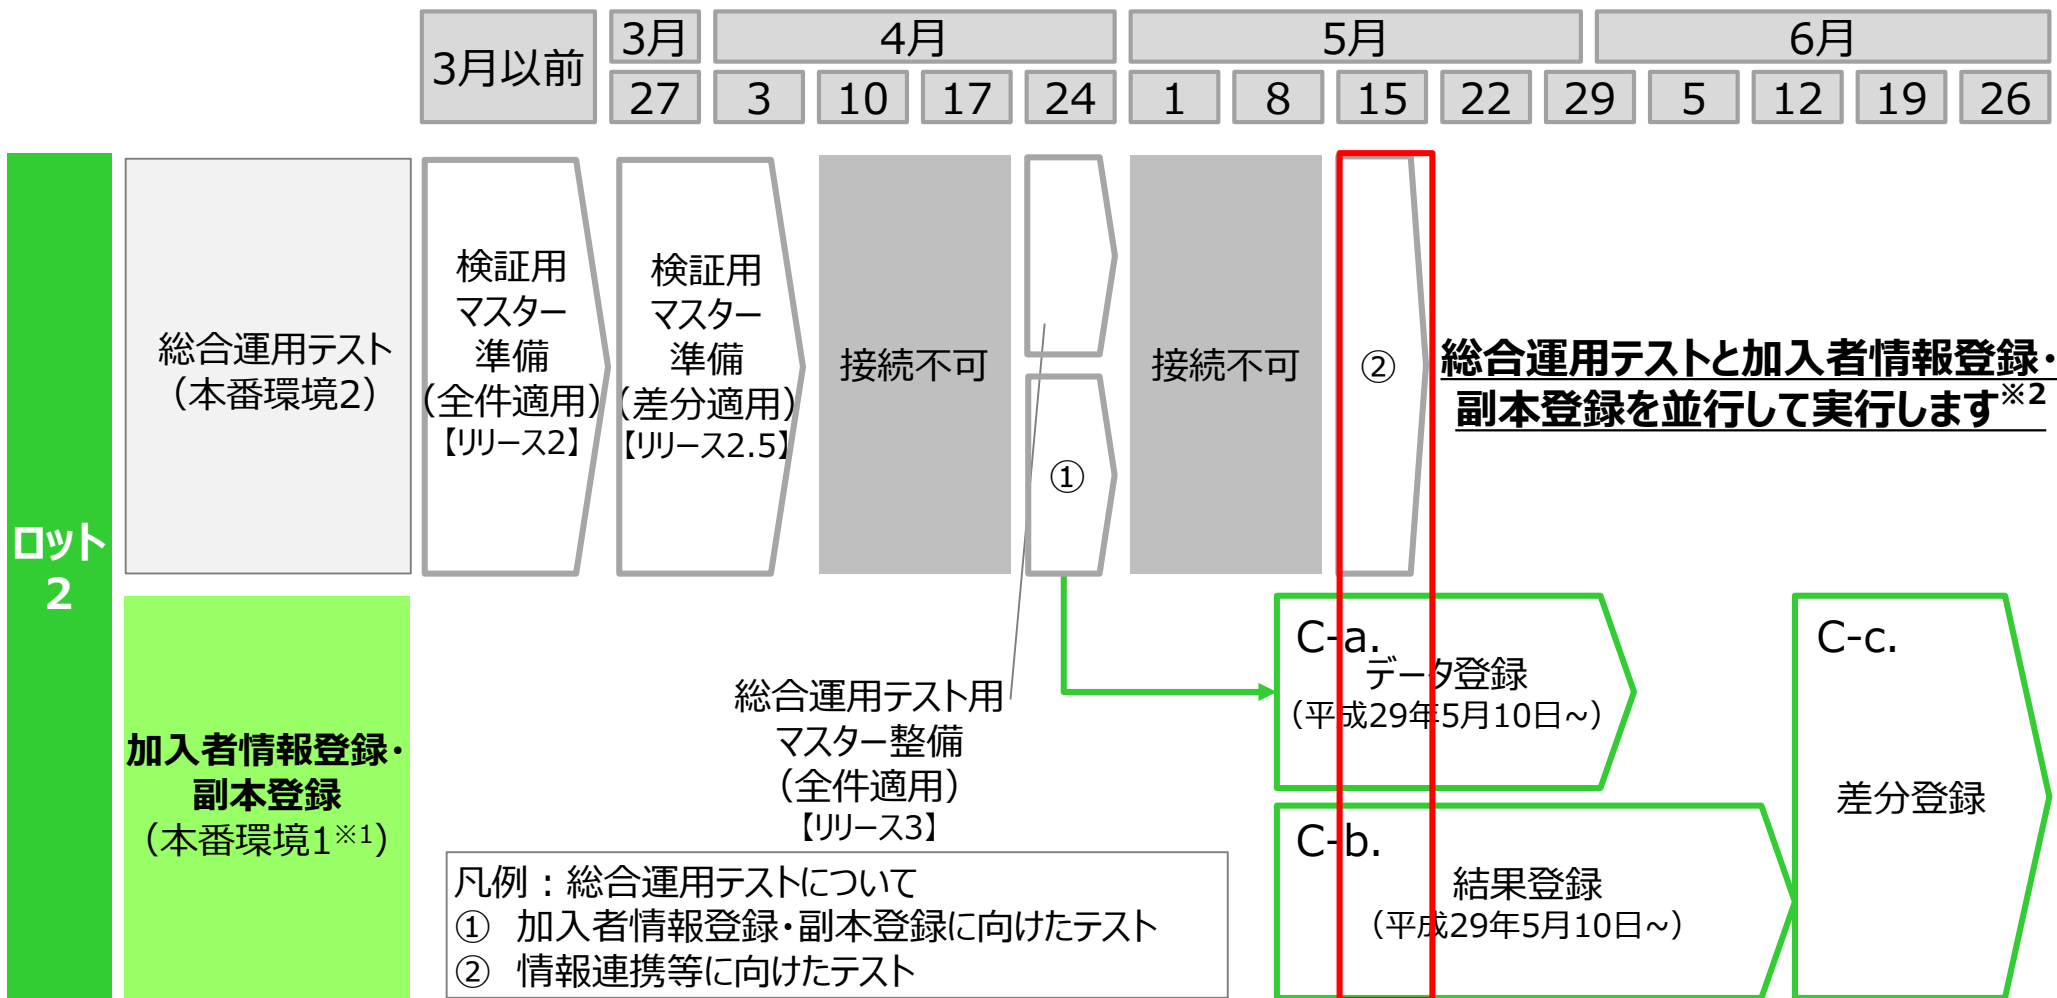 3月以前
3月
4月
5月
6月
27
3
10
17
24
1
8
15
22
29
5
12
19
26
ロット
2
総合運用テスト
（本番環境2）
検証用
マスター
準備
（全件適用）
【リリース2】
検証用
マスター
準備
（差分適用）
【リリース2.5】
接続不可
①
接続不可
②
総合運用テストと加入者情報登録・
副本登録を並行して実行します※2
総合運用テスト用
マスター整備
（全件適用）
【リリース3】
加入者情報登録・
副本登録
（本番環境1※1）
C-a.
データ登録
（平成29年5月10日~）
C-b.
結果登録
（平成29年5月10日~）
C-c.
差分登録
凡例：総合運用テストについて
① 加入者情報登録・副本登録に向けたテスト
② 情報連携等に向けたテスト